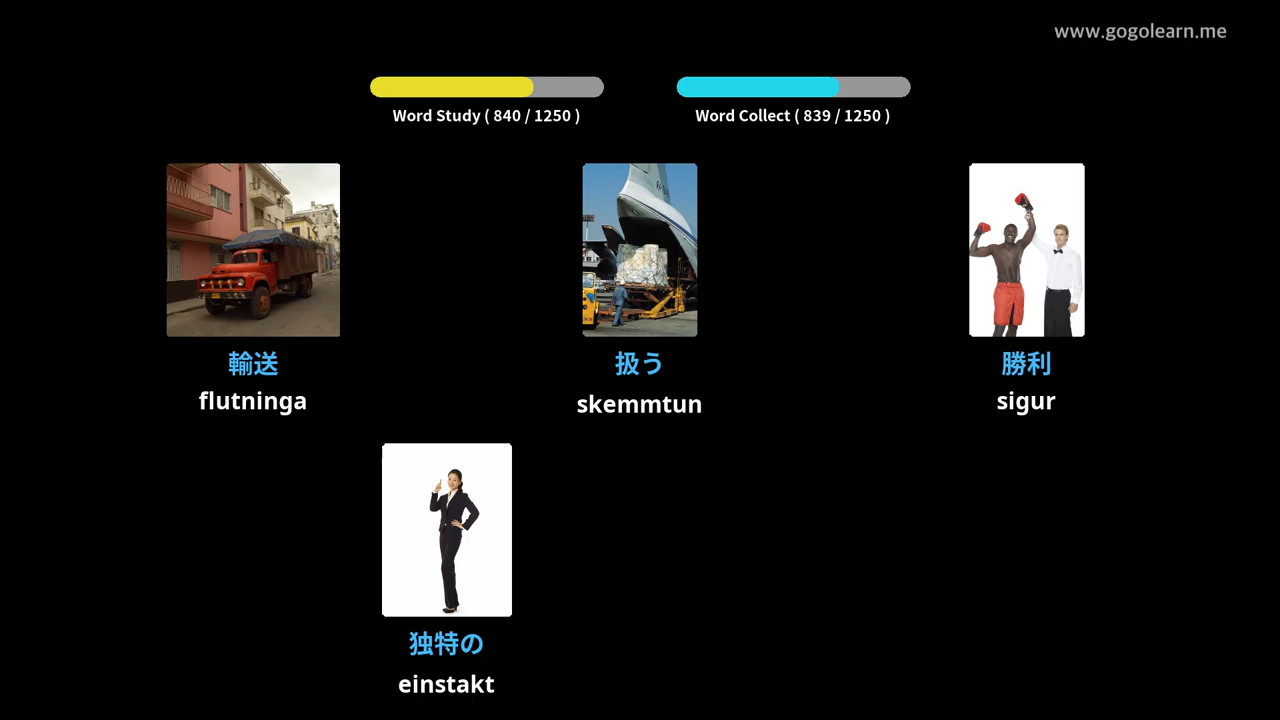 www.gogolearn.me
Word Study ( 840 / 1250 )
Word Collect ( 839 / 1250 )
輸送
flutninga
扱う
skemmtun
勝利
sigur
独特の
einstakt